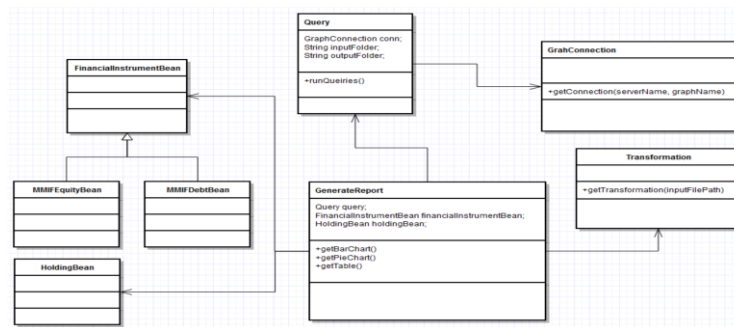 Query
GraphConnection conn;
String inputFolder;
String outputFolder;
+runQueiries()
GrahConnection
+getConnection(serverName, graphName)
FinancialInstrumentBean
Transformation
+getTransformation(inputFilePath)
MMIFEquityBean
MMIFDebtBean
GenerateReport
Query query;
FinancialInstrumentBean financialInstrumentBean;
HoldingBean holdingBean;
+getBarChart()
+getPieChart()
+getTable()
HoldingBean